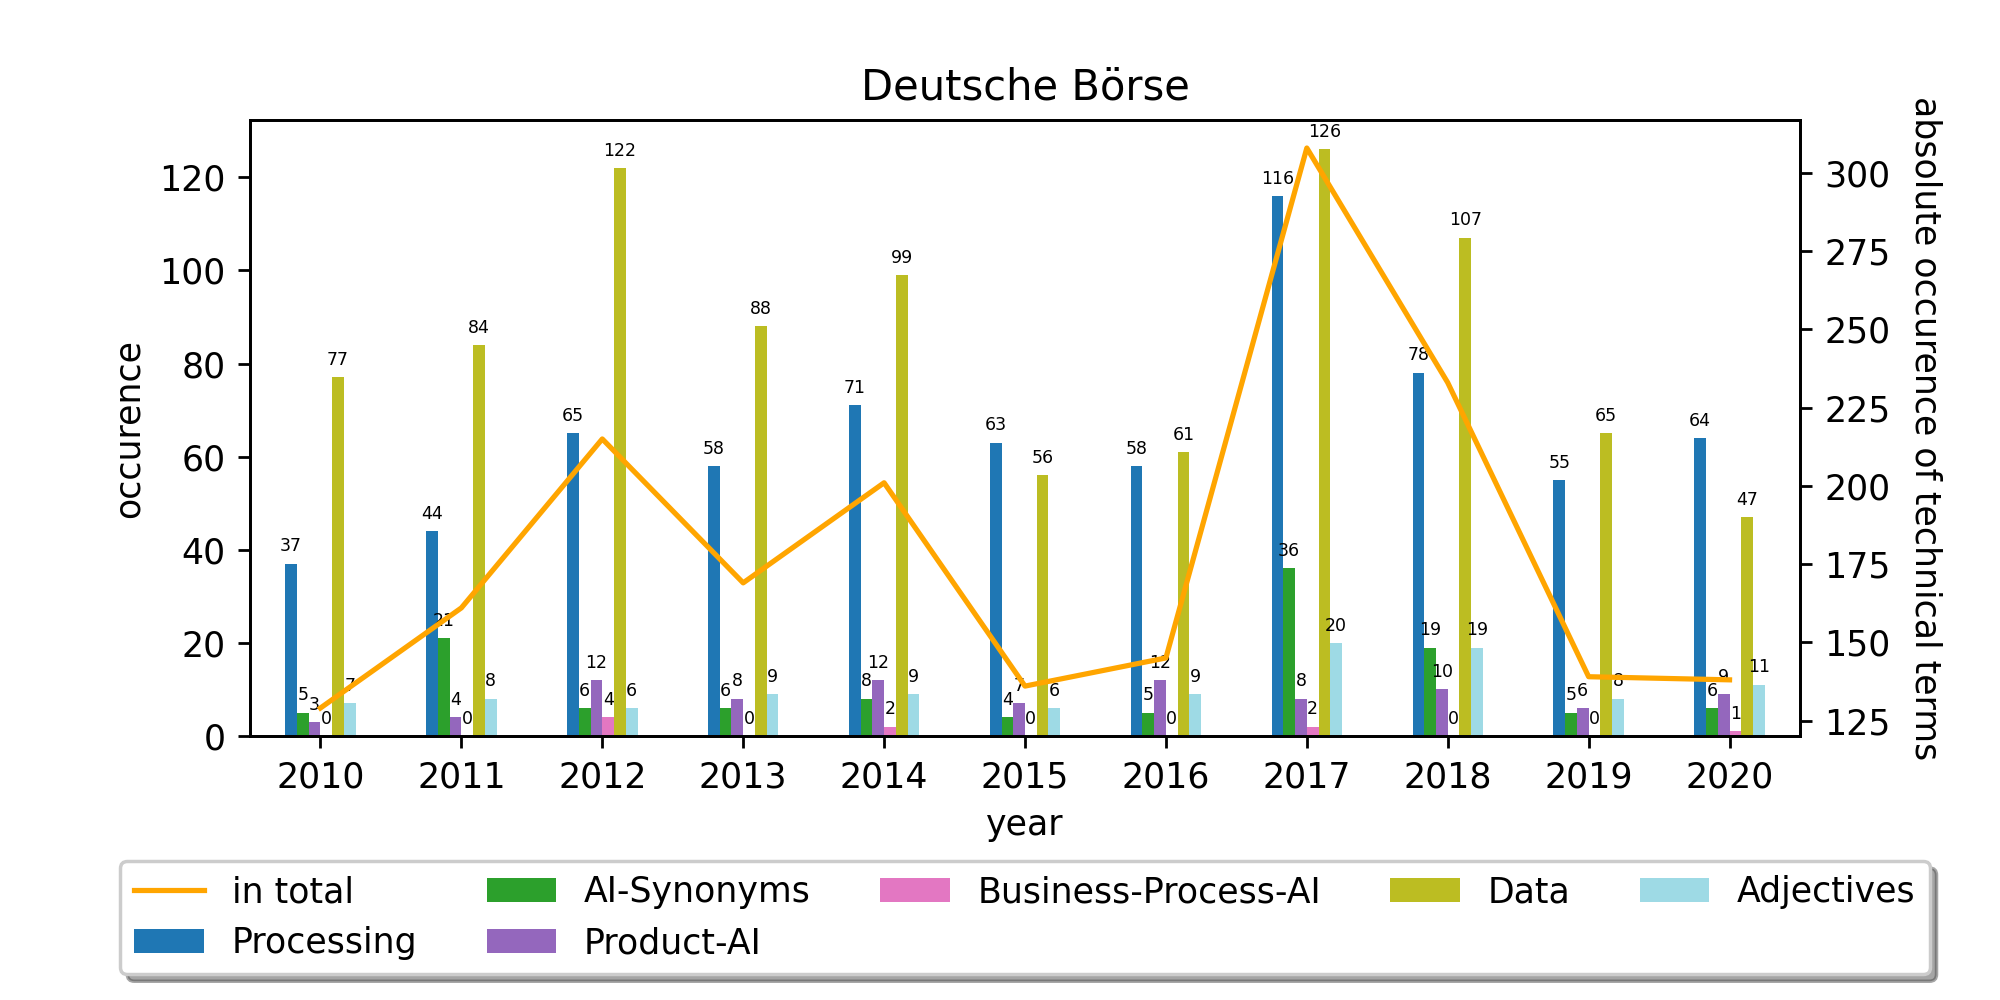 Deutsche Börse
occurence
absolute occurence of technical terms
120
100
80
60
40
20
0
300
275
250
225
200
175
150
125
37 5 3 0 77 7
44 21 4 0 84 8
65 6 12 4 122 6
58 6 8 0 88 9
71 8 12 2 99 9
63 4 7 0 56 6
58 5 12 0 61 9
116 36 8 2 126 20
78 19 10 0 107 19
55 5 6 0 65 8
64 6 9 1 47 11
2010 2011 2012 2013 2014 2015 2016 2017 2018 2019 2020
year
in total AI-Synonyms Business-Process-AI Data Adjectives
Processing Product-AI